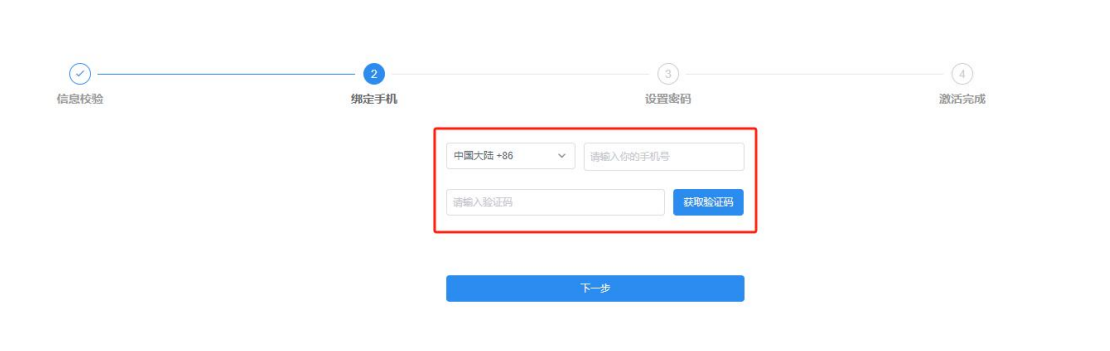 2 3 4
信息校验 绑定手机 设置密码 激活完成
中国大陆 +86 请输入你的手机号
请输入验证码 获取验证码
下一步